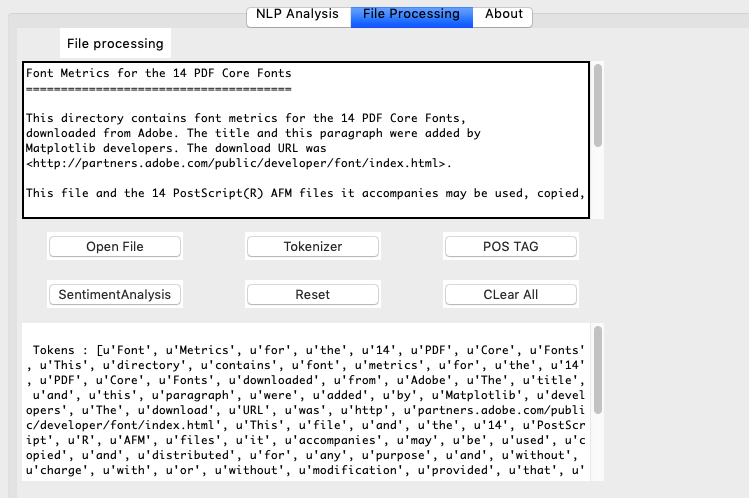 NLP Analysis File Processing About
File processing
Font Metrics for the 14 PDF Core Fonts
======================================
This directory contains font metrics for the 14 PDF Core Fonts,
downloaded from Adobe. The title and this paragraph were added by
Matplotlib developers. The download URL was
<http://partners.adobe.com/public/developer/font/index.html>.
This file and the 14 PostScript(R) AFM files it accompanies may be used, copied,
Open File Tokenizer POS TAG
SentimentAnalysis Reset CLear All
Tokens : [u'Font', u'Metrics', u'for', u'the', u'14', u'PDF', u'Core', u'Fonts'
, u'This', u'directory', u'contains', u'font', u'metrics', u'for', u'the', u'14'
, u'PDF', u'Core', u'Fonts', u'downloaded', u'from', u'Adobe', u'The', u'title',
u'and', u'this', u'paragraph', u'were', u'added', u'by', u'Matplotlib', u'devel
opers', u'The', u'download', u'URL', u'was', u'http', u'partners.adobe.com/publi
c/developer/font/index.html', u'This', u'file', u'and', u'the', u'14', u'PostScr
ipt', u'R', u'AFM', u'files', u'it', u'accompanies', u'may', u'be', u'used', u'c
opied', u'and', u'distributed', u'for', u'any', u'purpose', u'and', u'without',
u'charge', u'with', u'or', u'without', u'modification', u'provided', u'that', u'